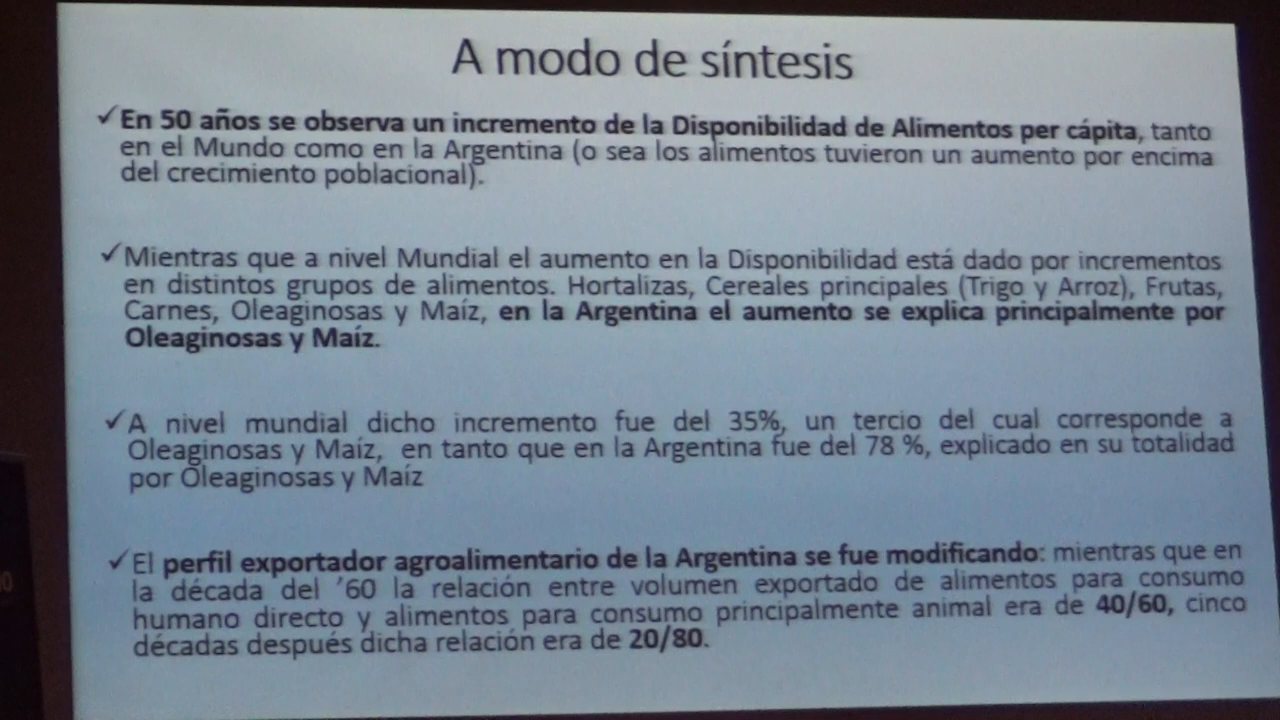 A modo de síntesis
✓En 50 años se observa un incremento de la Disponibilidad de Alimentos per cápita, tanto
en el Mundo como en la Argentina (o sea los alimentos tuvieron un aumento por encima
del crecimiento poblacional).
✓Mientras que a nivel Mundial el aumento en la Disponibilidad está dado por incrementos
en distintos grupos de alimentos. Hortalizas, Cereales principales (Trigo y Arroz), Frutas,
Carnes, Oleaginosas y Maíz, en la Argentina el aumento se explica principalmente por
Oleaginosas y Maíz.
✓A nivel mundial dicho incremento fue del 35%, un tercio del cual corresponde a
Oleaginosas y Maíz, en tanto que en la Argentina fue del 78 %, explicado en su totalidad
por Oleaginosas y Maíz
✓El perfil exportador agroalimentario de la Argentina se fue modificando: mientras que en
la década del ’60 la relación entre volumen exportado de alimentos para consumo
humano directo y alimentos para consumo principalmente animal era de 40/60, cinco
décadas después dicha relación era de 20/80.